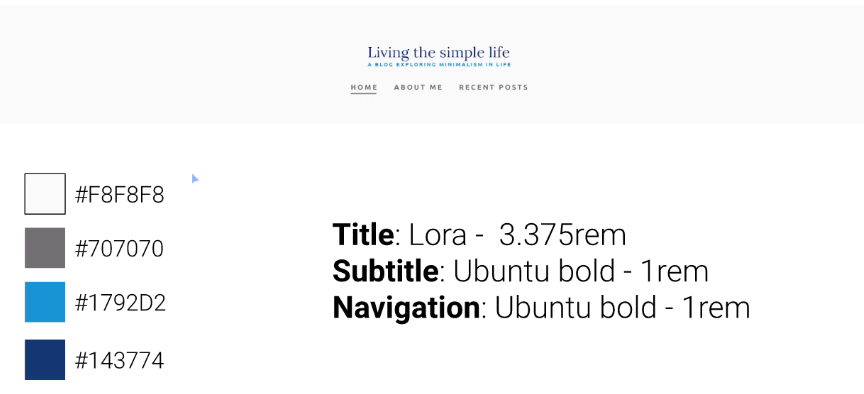 Living the simple life
A BLOG EXPLORING MINIMALISM IN LIFE
HOME ABOUT ME RECENT POSTS
#F8F8F8
#707070
#1792D2
#143774
Title: Lora - 3.375rem
Subtitle: Ubuntu bold - 1rem
Navigation: Ubuntu bold - 1rem